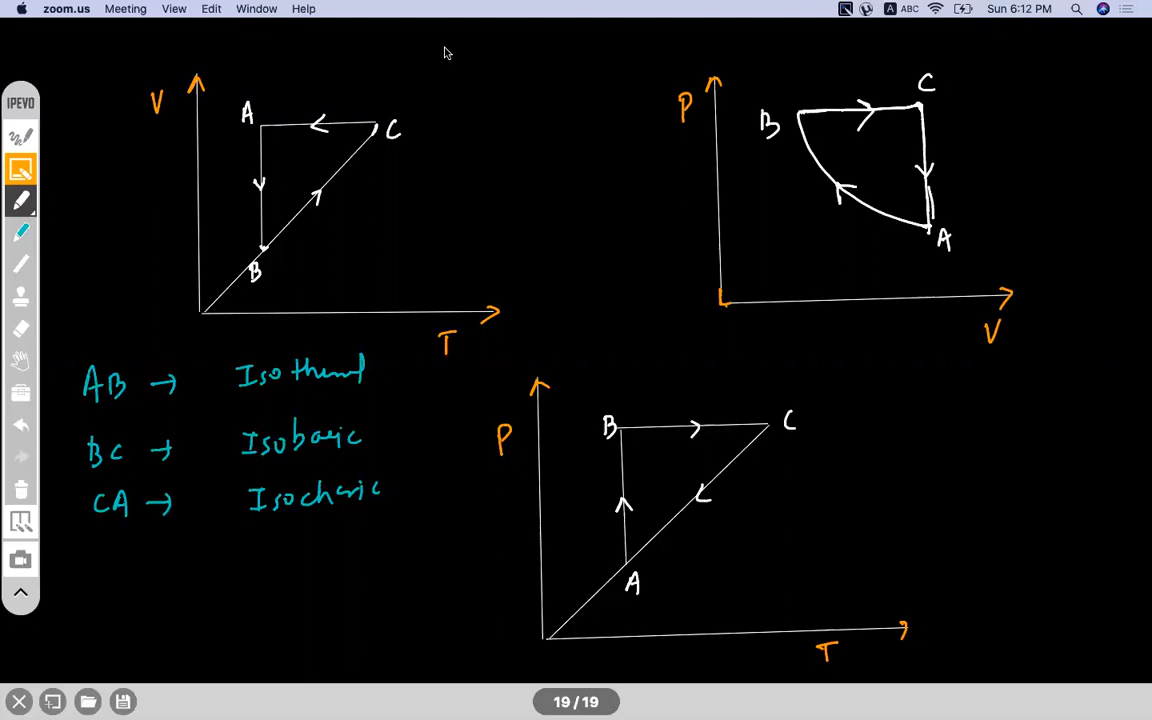 zoom.us Meeting View Edit Window Help
A ABC Sun 6:12 PM
IPEVO
V
A
C
B
T
P
B
C
A
V
AB → Isothermal
BC → Isobaric
CA → Isochoric
P
B
C
A
T
19 / 19